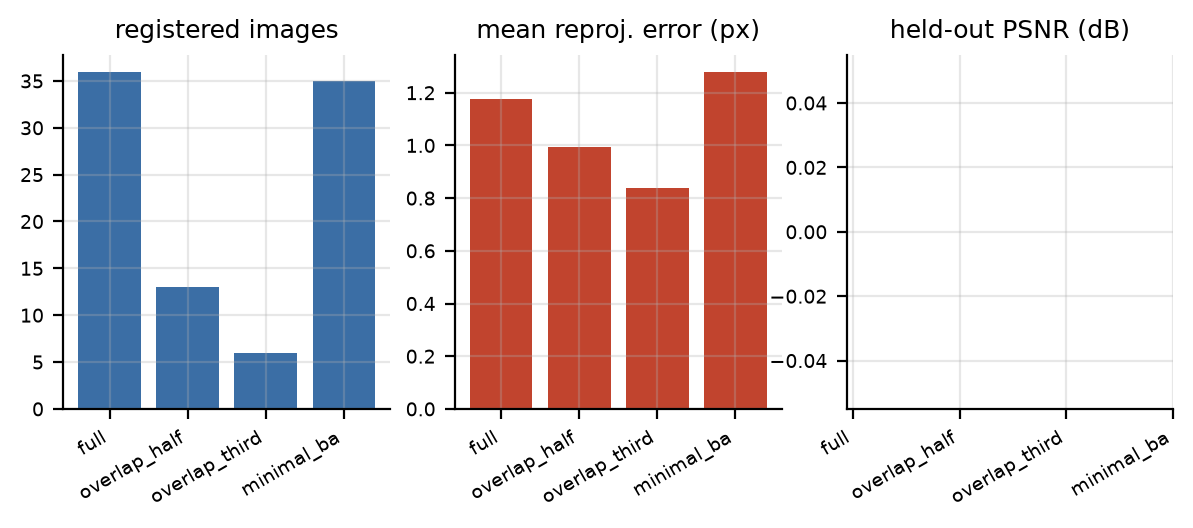 registered images
35
30
25
20
15
10
5
0
full
overlap_half
overlap_third
minimal_ba
mean reproj. error (px)
1.2
1.0
0.8
0.6
0.4
0.2
0.0
full
overlap_half
overlap_third
minimal_ba
held-out PSNR (dB)
0.04
0.02
0.00
−0.02
−0.04
full
overlap_half
overlap_third
minimal_ba